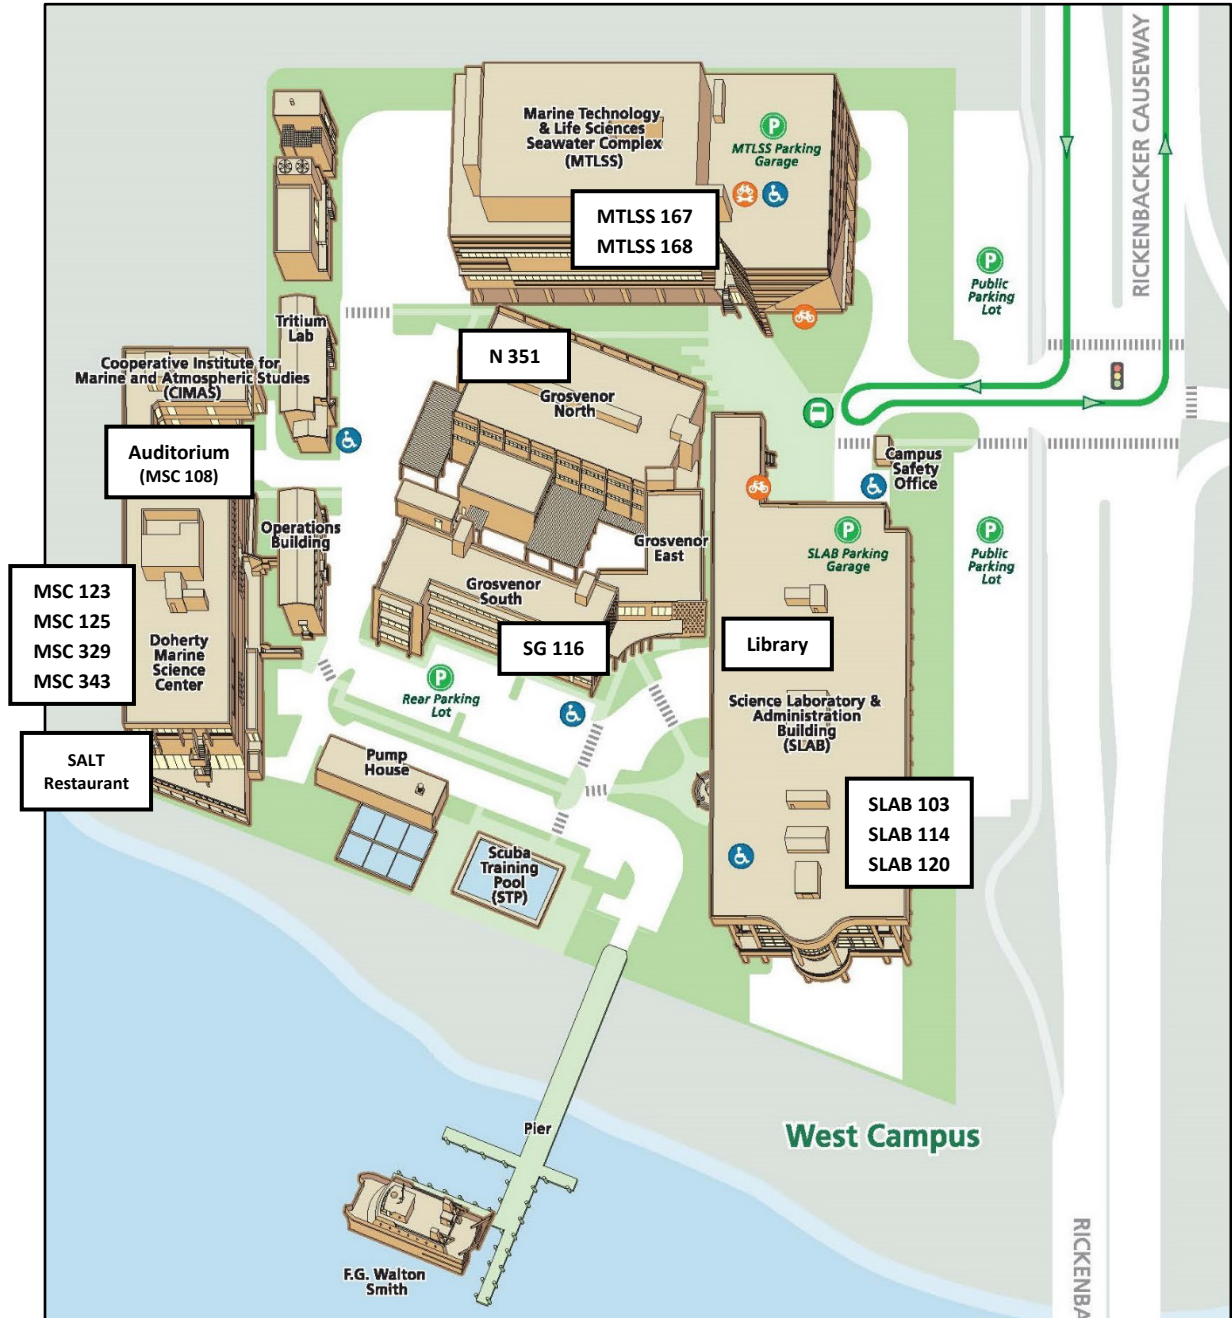 Marine Technology
& Life Sciences
Seawater Complex
(MTLSS)
P
MTLSS Parking
Garage
MTLSS 167
MTLSS 168
RICKENBACKER CAUSEWAY
P
Public
Parking
Lot
Tritium
Lab
Cooperative Institute for
Marine and Atmospheric Studies
(CIMAS)
N 351
Grosvenor
North
Auditorium
(MSC 108)
Campus
Safety
Office
Operations
Building
Grosvenor
East
P
SLAB Parking
Garage
P
Public
Parking
Lot
MSC 123
MSC 125
MSC 329
MSC 343
Doherty
Marine
Science
Center
Grosvenor
South
SG 116
Library
P
Rear Parking
Lot
Science Laboratory &
Administration
Building
(SLAB)
SALT
Restaurant
Pump
House
SLAB 103
SLAB 114
SLAB 120
Scuba
Training
Pool
(STP)
Pier
West Campus
F.G. Walton
Smith
RICKENBA